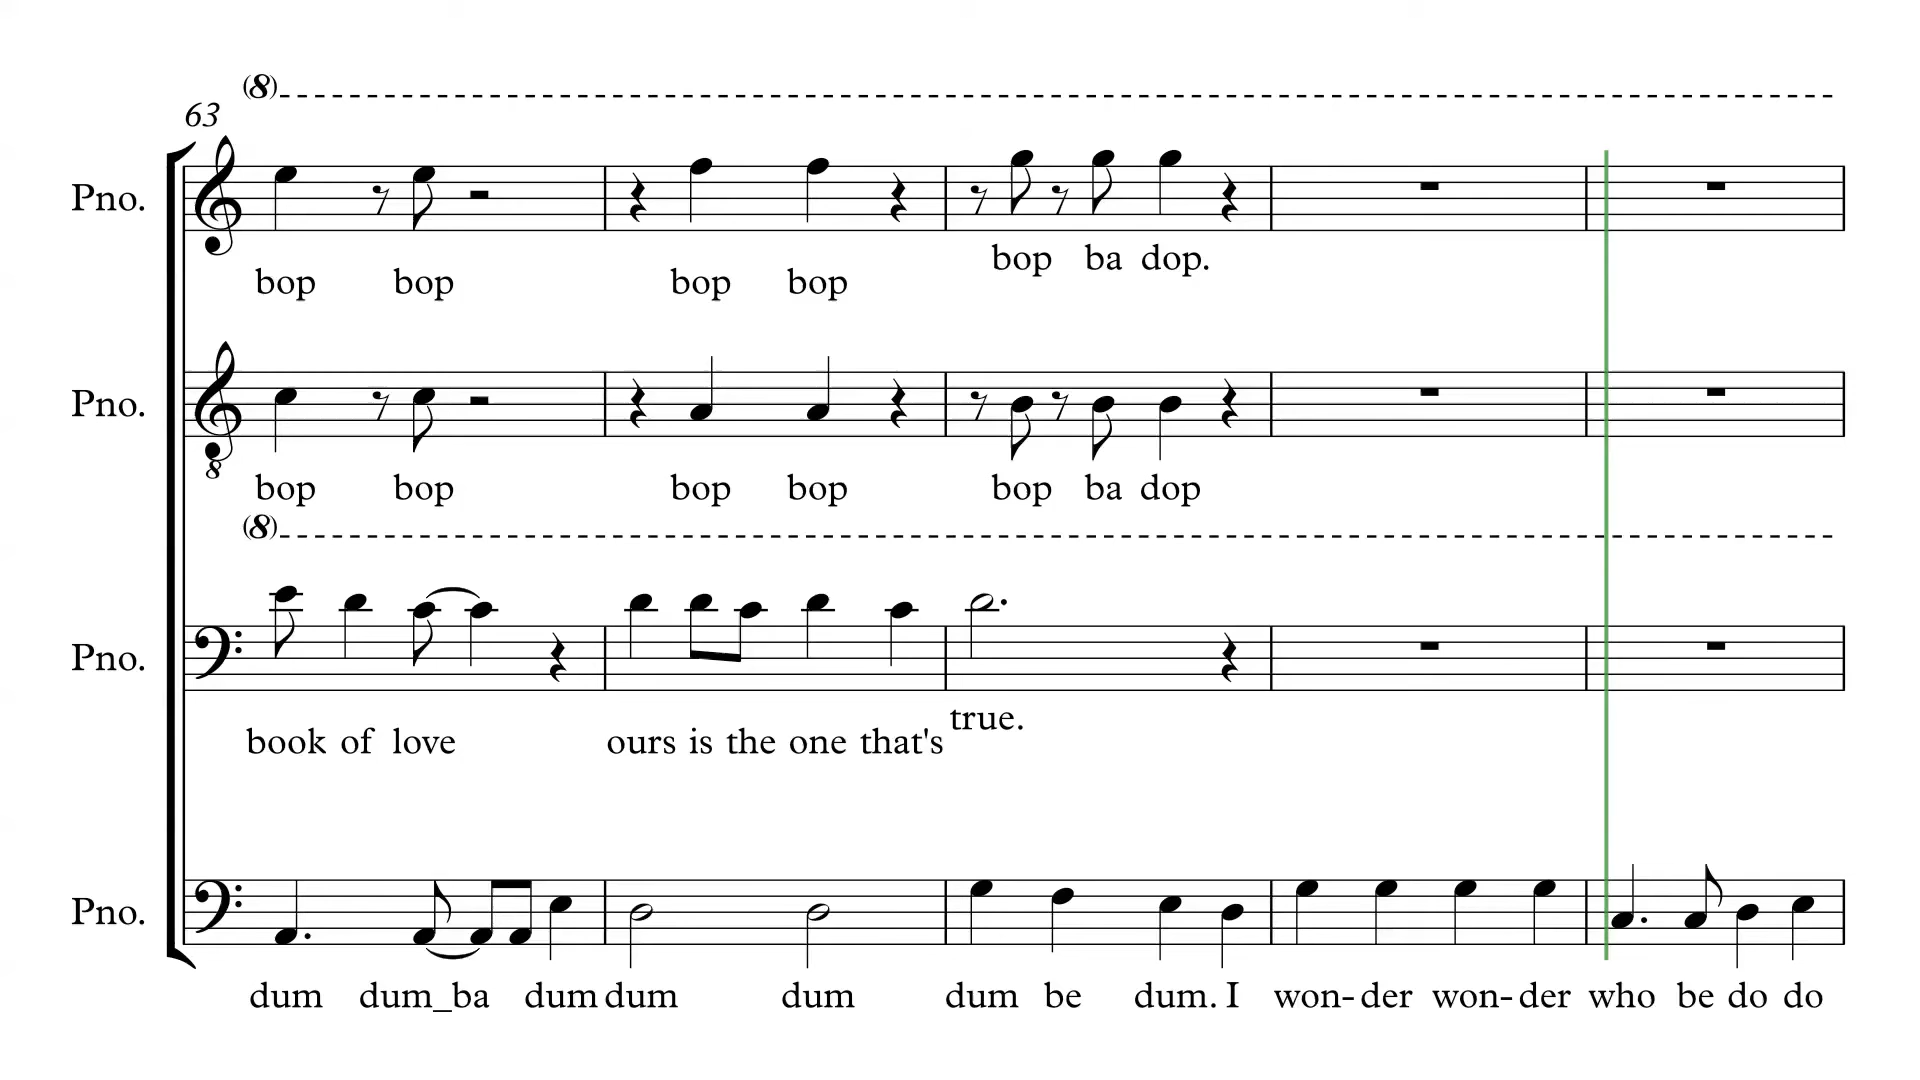 (8)
63
Pno.
bop bop bop bop bop ba dop.
Pno.
8
bop bop bop bop bop ba dop
(8)
Pno.
book of love ours is the one that's true.
Pno.
dum dum_ba dum dum dum dum be dum. I won-der won-der who be do do